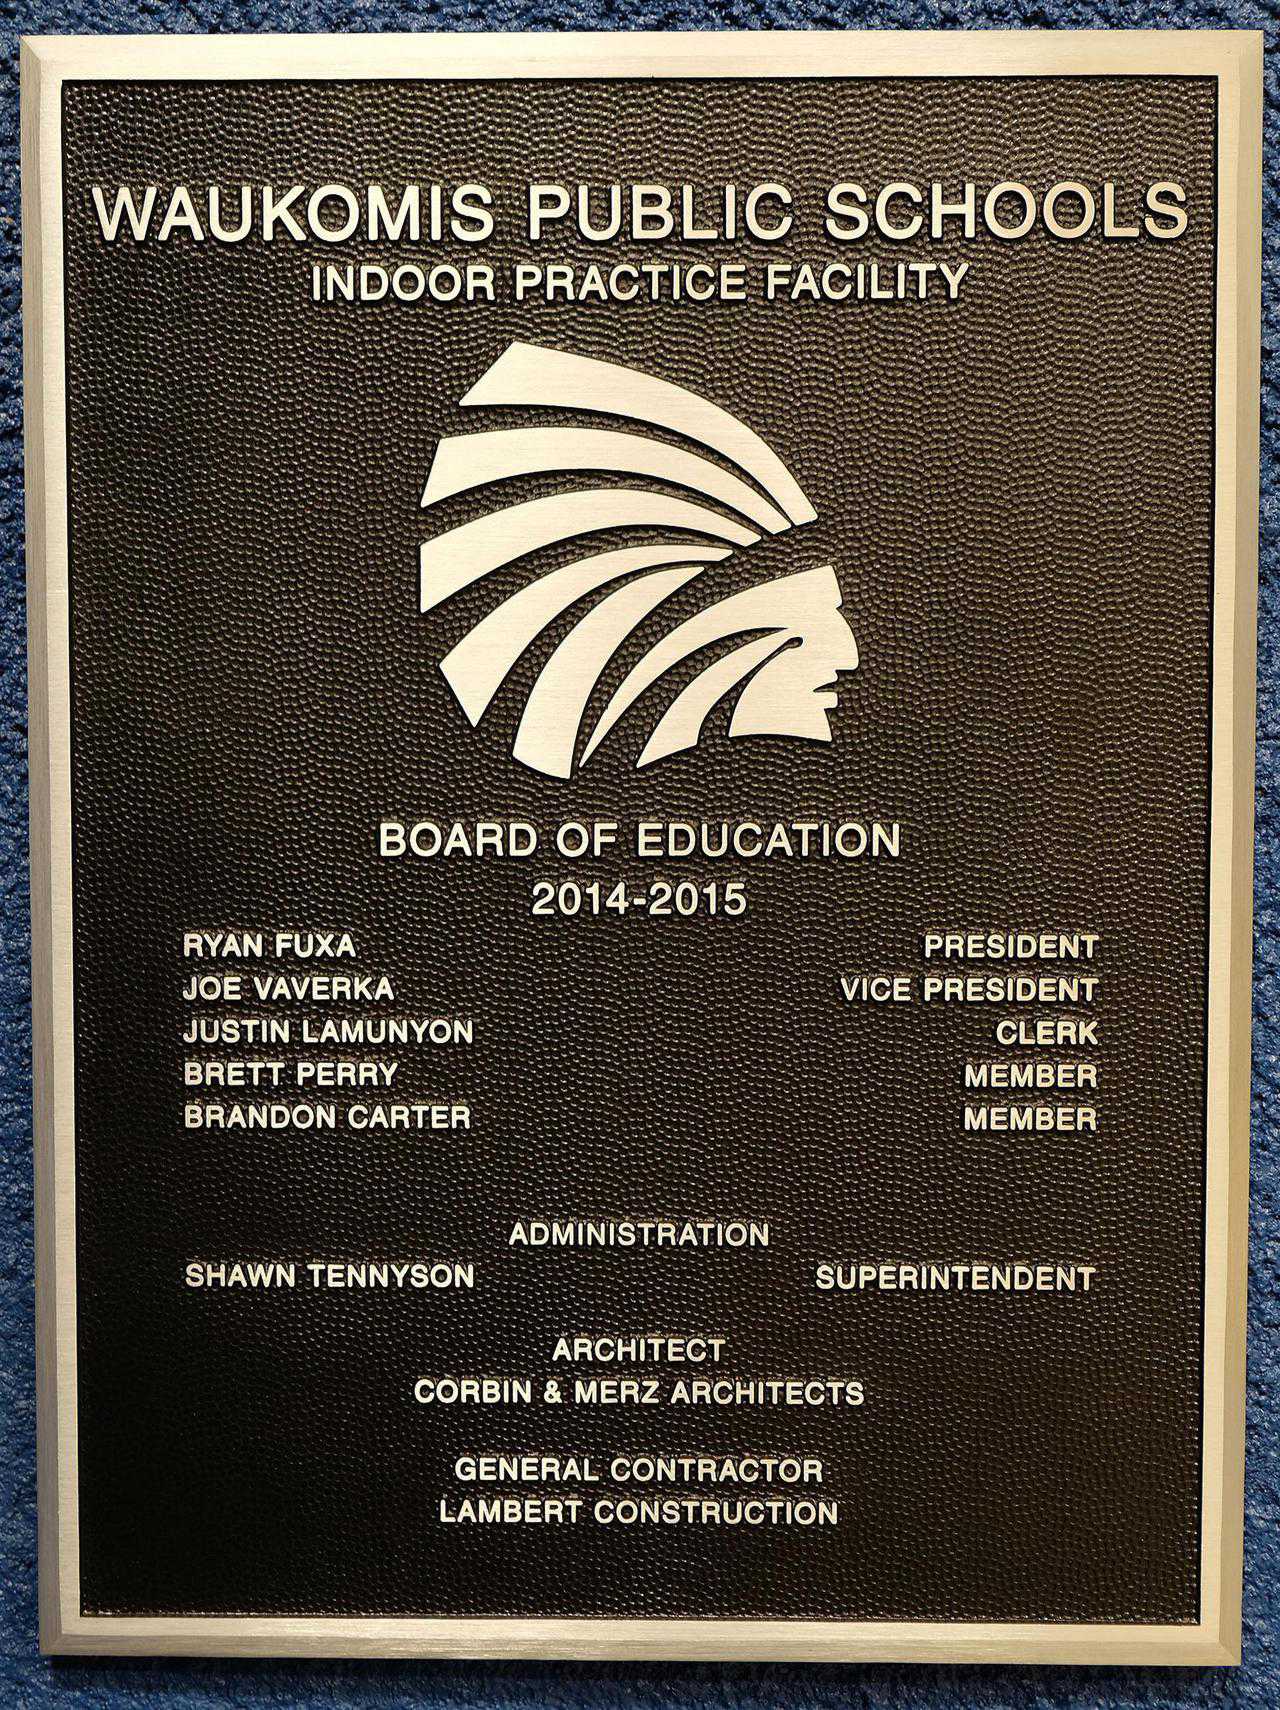 WAUKOMIS PUBLIC SCHOOLS
INDOOR PRACTICE FACILITY
BOARD OF EDUCATION
2014-2015
RYAN FUXA PRESIDENT
JOE VAVERKA VICE PRESIDENT
JUSTIN LAMUNYON CLERK
BRETT PERRY MEMBER
BRANDON CARTER MEMBER
ADMINISTRATION
SHAWN TENNYSON SUPERINTENDENT
ARCHITECT
CORBIN & MERZ ARCHITECTS
GENERAL CONTRACTOR
LAMBERT CONSTRUCTION